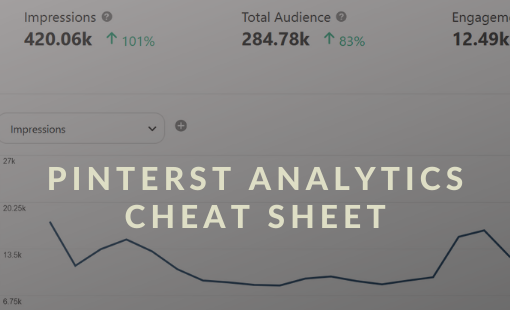 Impressions ? Total Audience ? Engagem
420.06k ↑ 101% 284.78k ↑ 83% 12.49k
Impressions
27k
PINTERST ANALYTICS
20.25k
CHEAT SHEET
13.5k
6.75k